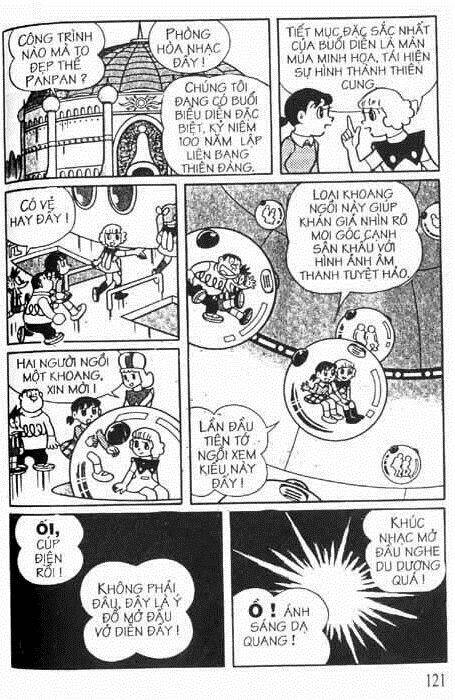 CÔNG TRÌNH
NÀO MÀ TO
ĐẸP THẾ
PANPAN ?
PHÒNG
HÒA NHẠC
ĐẤY !
CHÚNG TÔI
ĐANG CÓ BUỔI
BIỂU DIỄN ĐẶC
BIỆT, KỶ NIỆM
100 NĂM LẬP
LIÊN BANG
THIÊN ĐÀNG.
TIẾT MỤC ĐẶC SẮC NHẤT
CỦA BUỔI DIỄN LÀ MÀN
MÚA MINH HỌA, TÁI HIỆN
SỰ HÌNH THÀNH THIÊN
CUNG.
CÓ VẺ
HAY ĐẤY !
HAI NGƯỜI NGỒI
MỘT KHOANG,
XIN MỜI !
LOẠI KHOANG
NGỒI NÀY GIÚP
KHÁN GIẢ NHÌN RÕ
MỌI GÓC CẠNH
SÂN KHẤU VỚI
HÌNH ẢNH ÂM
THANH TUYỆT HẢO.
LẦN ĐẦU
TIÊN TỚ
NGỒI XEM
KIỂU NÀY
ĐẤY !
ỐI,
CÚP
ĐIỆN
RỒI !
KHÔNG PHẢI
ĐÂU, ĐÂY LÀ Ý
ĐỒ MỞ ĐẦU
VỞ DIỄN ĐẤY !
KHÚC
NHẠC MỞ
ĐẦU NGHE
DU DƯƠNG
QUÁ !
Ồ ! ÁNH
SÁNG DẠ
QUANG !
121